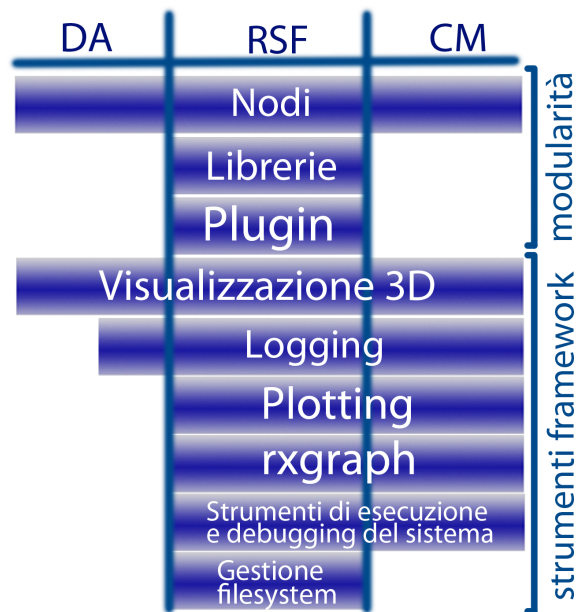 DA RSF CM
Nodi
Librerie
Plugin
modularità
Visualizzazione 3D
Logging
Plotting
rxgraph
Strumenti di esecuzione
e debugging del sistema
Gestione
filesystem
strumenti framework